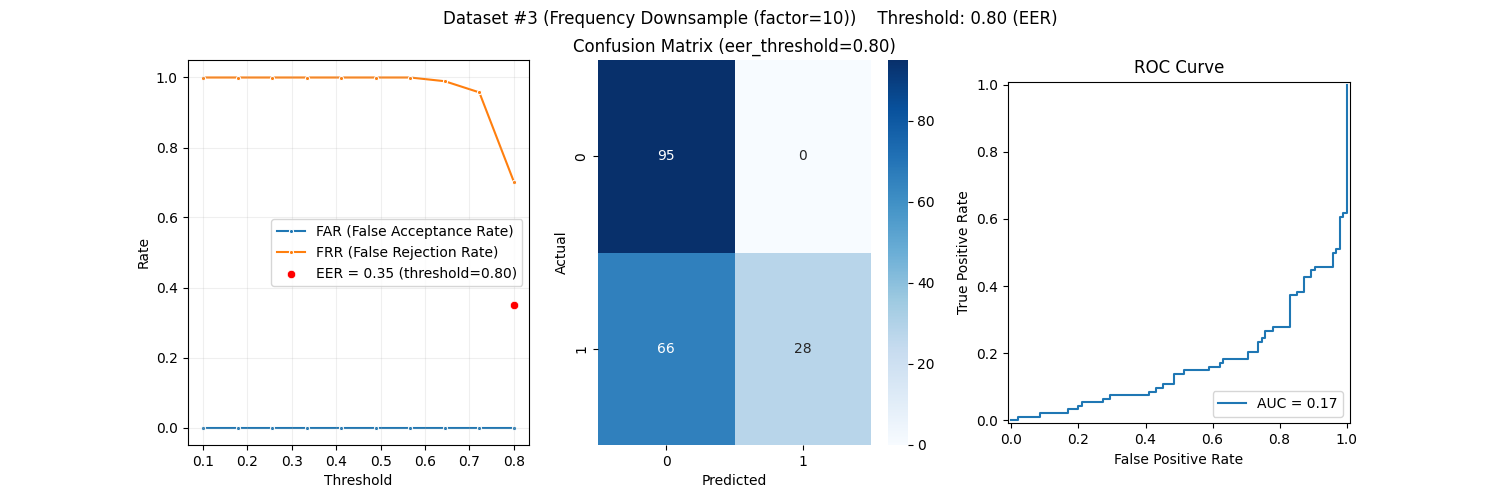 Dataset #3 (Frequency Downsample (factor=10))    Threshold: 0.80 (EER)
1.0
0.8
0.6
0.4
0.2
0.0
Rate
FAR (False Acceptance Rate)
FRR (False Rejection Rate)
EER = 0.35 (threshold=0.80)
0.1 0.2 0.3 0.4 0.5 0.6 0.7 0.8
Threshold
Confusion Matrix (eer_threshold=0.80)
Actual
0
1
95 0
66 28
0 1
Predicted
80
60
40
20
0
ROC Curve
1.0
0.8
0.6
0.4
0.2
0.0
True Positive Rate
AUC = 0.17
0.0 0.2 0.4 0.6 0.8 1.0
False Positive Rate